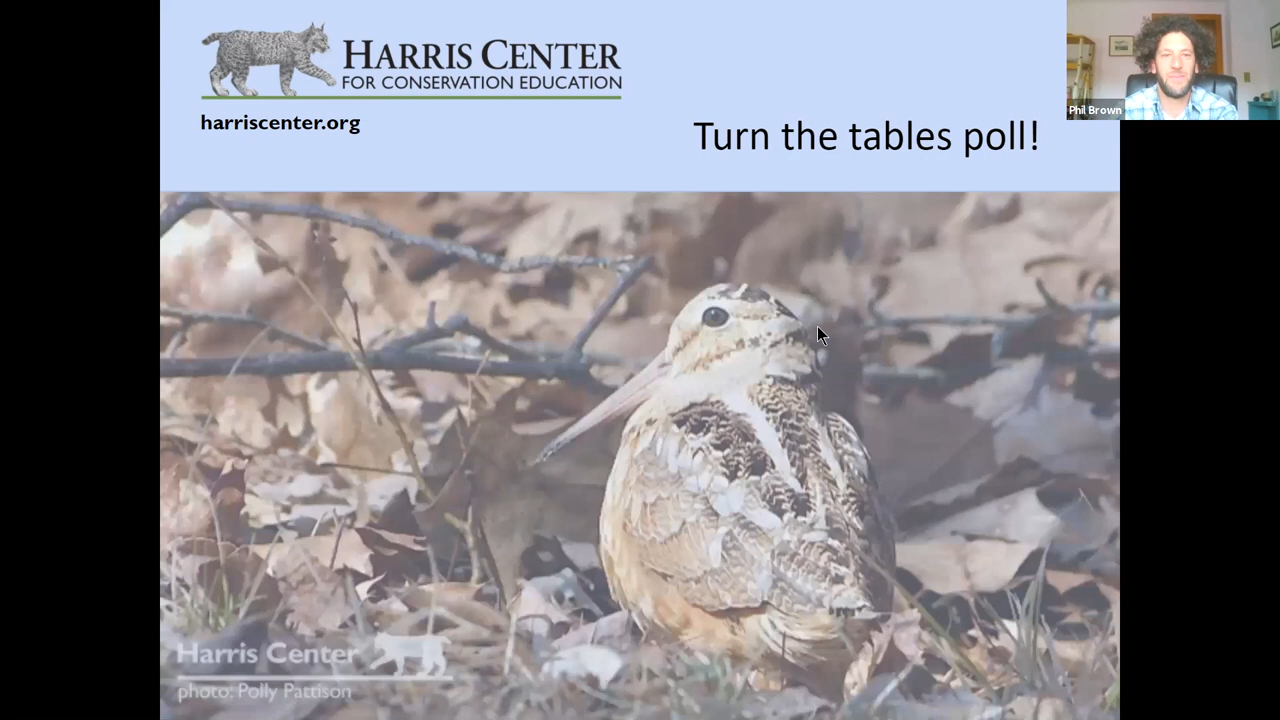 HARRIS CENTER
FOR CONSERVATION EDUCATION
harriscenter.org
Turn the tables poll!
Phil Brown
Harris Center
photo: Polly Pattison